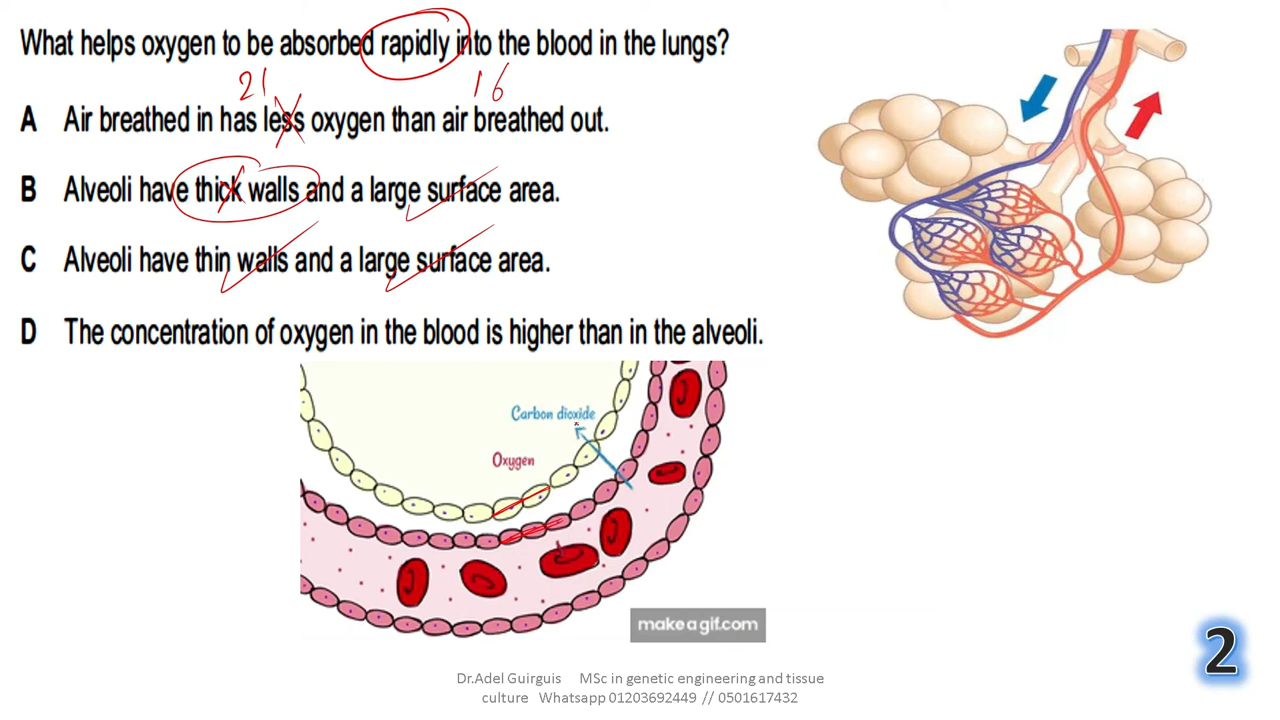 What helps oxygen to be absorbed rapidly into the blood in the lungs?
21 16
A Air breathed in has less oxygen than air breathed out.
B Alveoli have thick walls and a large surface area.
C Alveoli have thin walls and a large surface area.
D The concentration of oxygen in the blood is higher than in the alveoli.
Carbon dioxide
Oxygen
makeagif.com
2
Dr.Adel Guirguis MSc in genetic engineering and tissue
culture Whatsapp 01203692449 // 0501617432